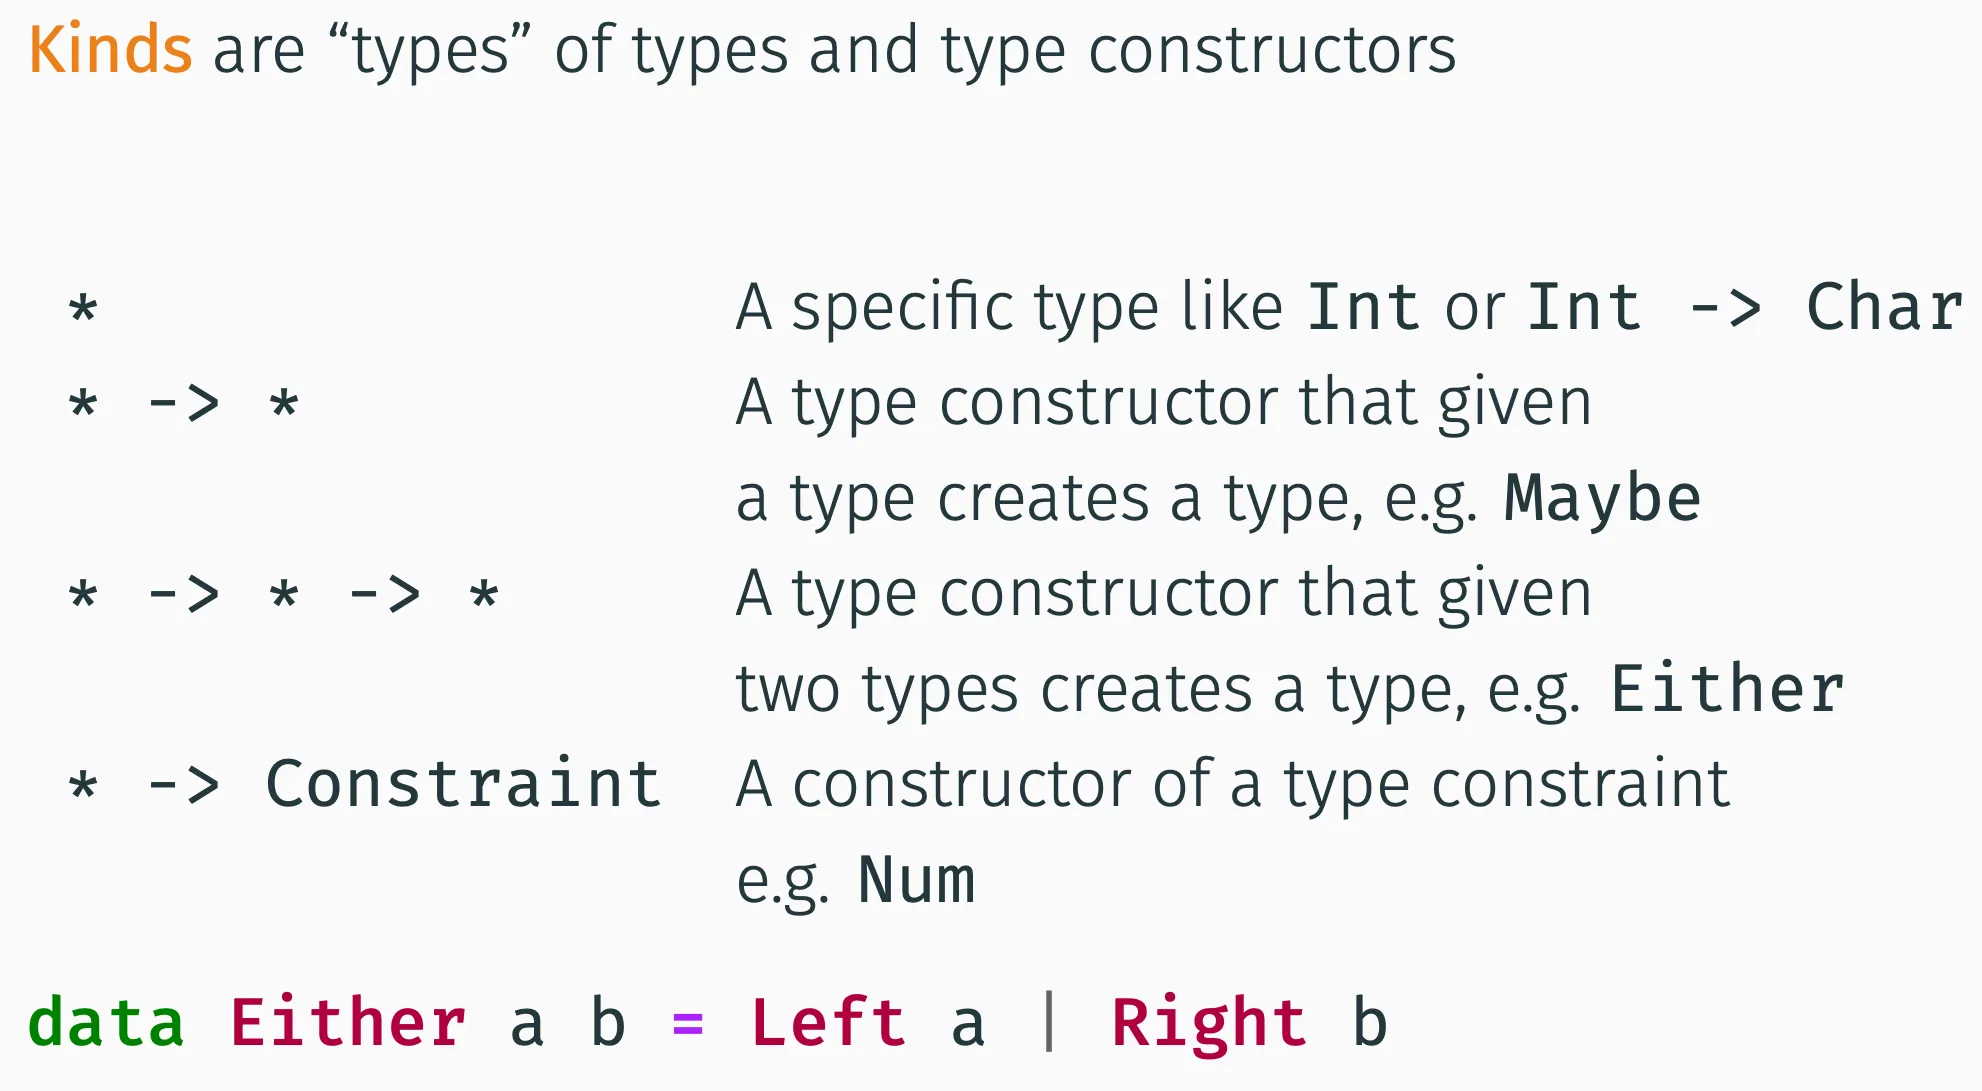 Kinds are “types” of types and type constructors
* A specific type like Int or Int -> Char
* -> * A type constructor that given
a type creates a type, e.g. Maybe
* -> * -> * A type constructor that given
two types creates a type, e.g. Either
* -> Constraint A constructor of a type constraint
e.g. Num
data Either a b = Left a | Right b